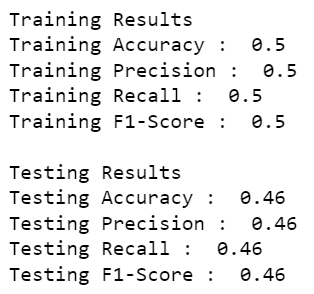 Training Results
Training Accuracy :  0.5
Training Precision :  0.5
Training Recall :  0.5
Training F1-Score :  0.5

Testing Results
Testing Accuracy :  0.46
Testing Precision :  0.46
Testing Recall :  0.46
Testing F1-Score :  0.46